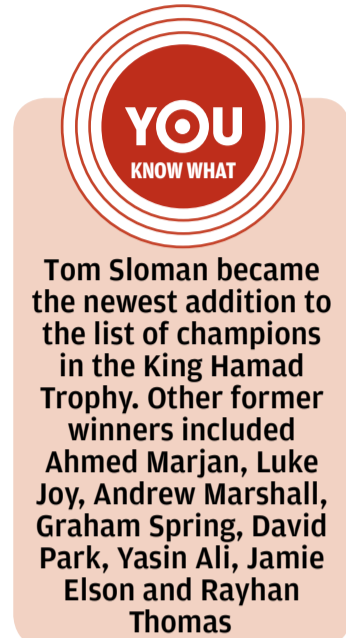 YOU
KNOW WHAT
Tom Sloman became
the newest addition to
the list of champions
in the King Hamad
Trophy. Other former
winners included
Ahmed Marjan, Luke
Joy, Andrew Marshall,
Graham Spring, David
Park, Yasin Ali, Jamie
Elson and Rayhan
Thomas